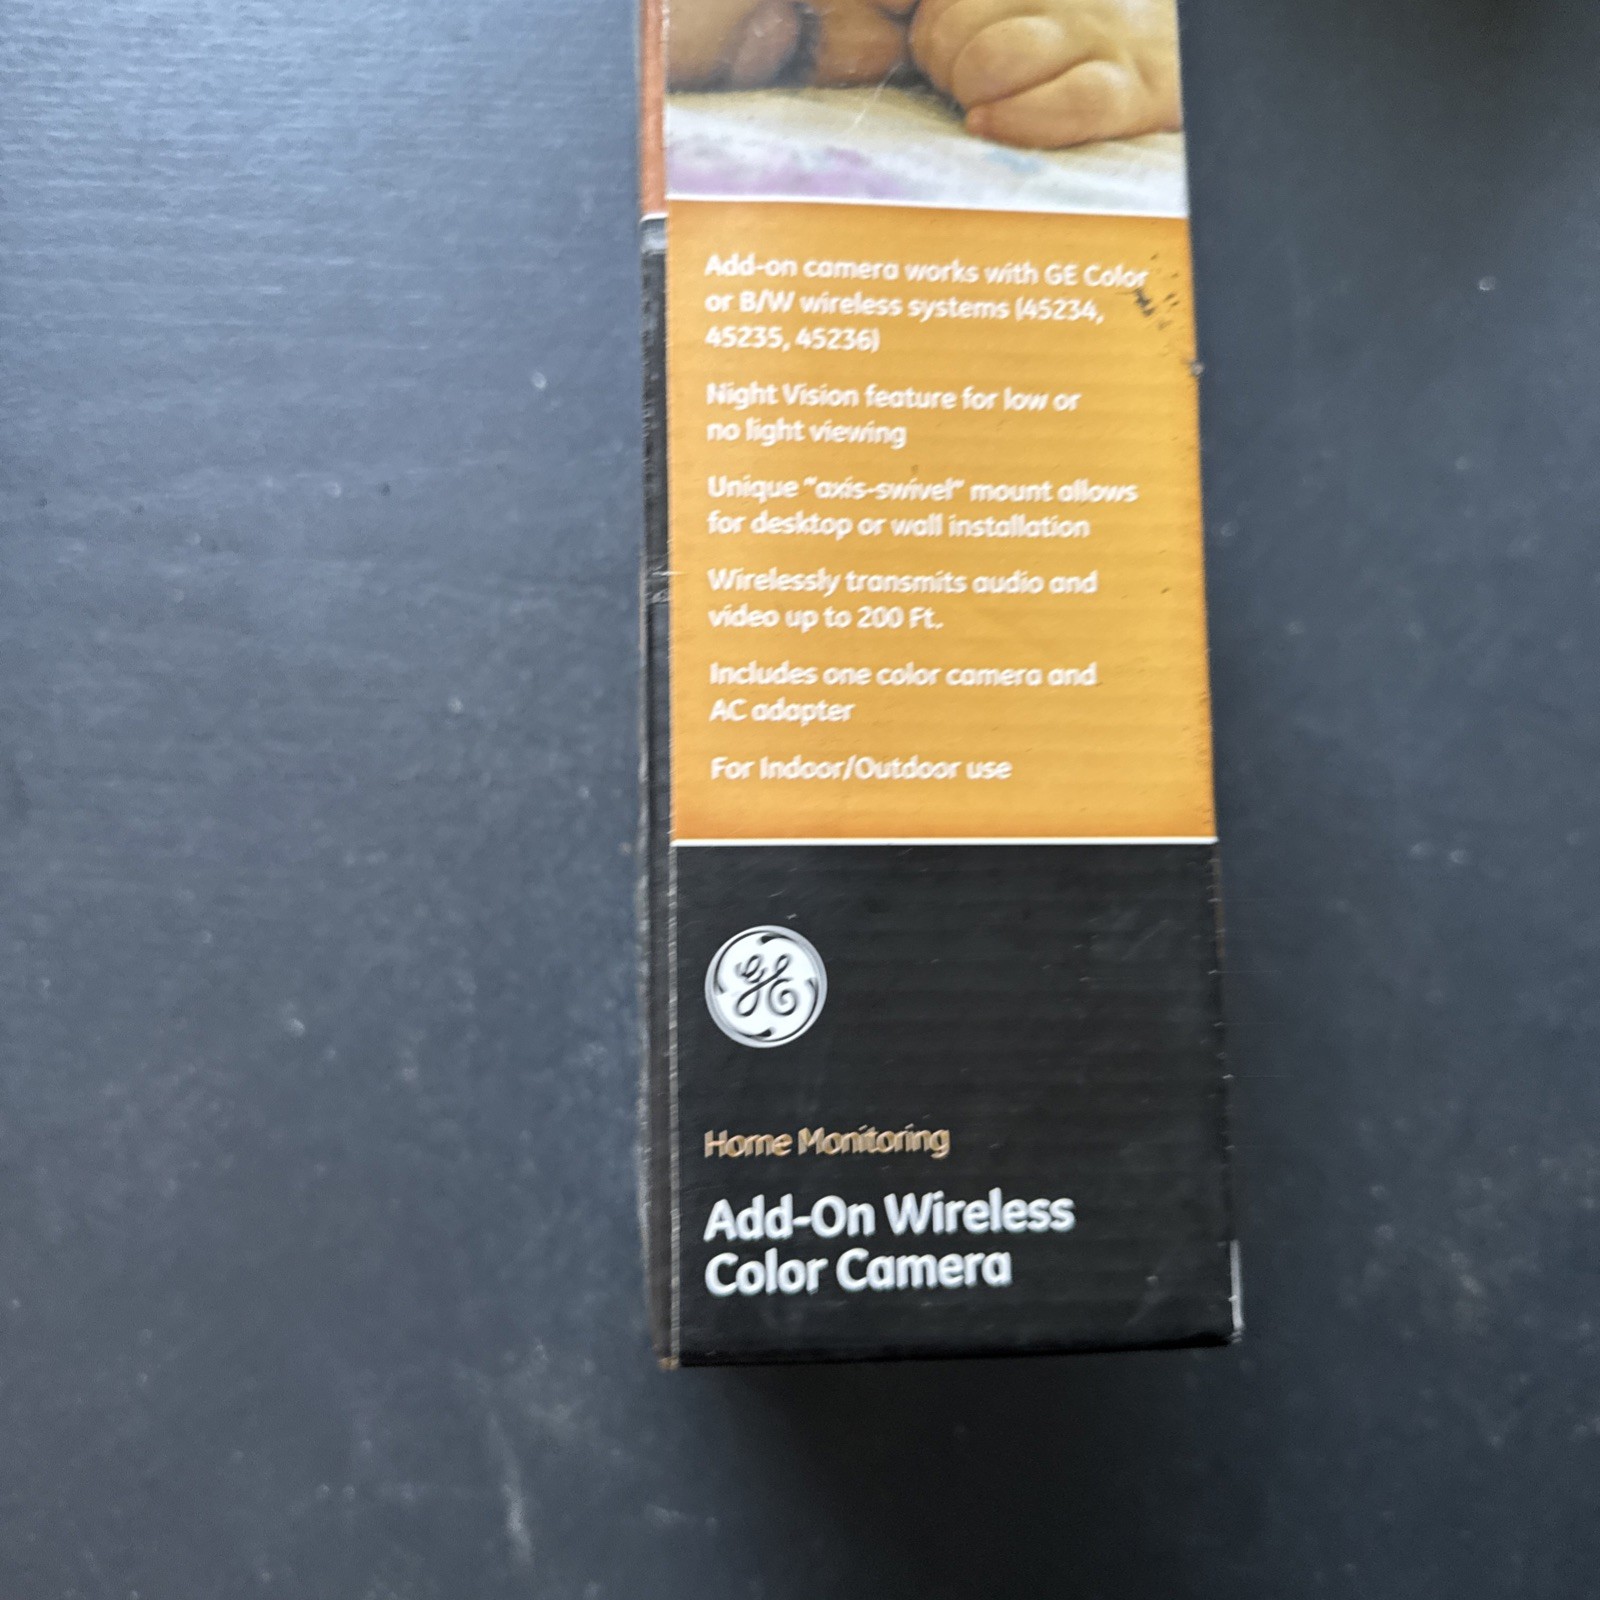 Add-on camera works with GE Color
or B/W wireless systems (45234,
45235, 45236)
Night Vision feature for low or
no light viewing
Unique "axis-swivel" mount allows
for desktop or wall installation
Wirelessly transmits audio and
video up to 200 Ft.
Includes one color camera and
AC adapter
For Indoor/Outdoor use
GE
Home Monitoring
Add-On Wireless
Color Camera